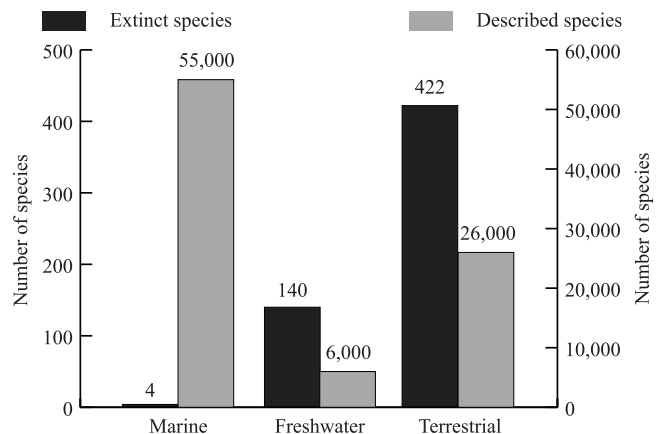 Extinct species
Described species
500
400
300
200
100
0
Number of species
60,000
50,000
40,000
30,000
20,000
10,000
0
Number of species
4
55,000
140
6,000
422
26,000
Marine
Freshwater
Terrestrial